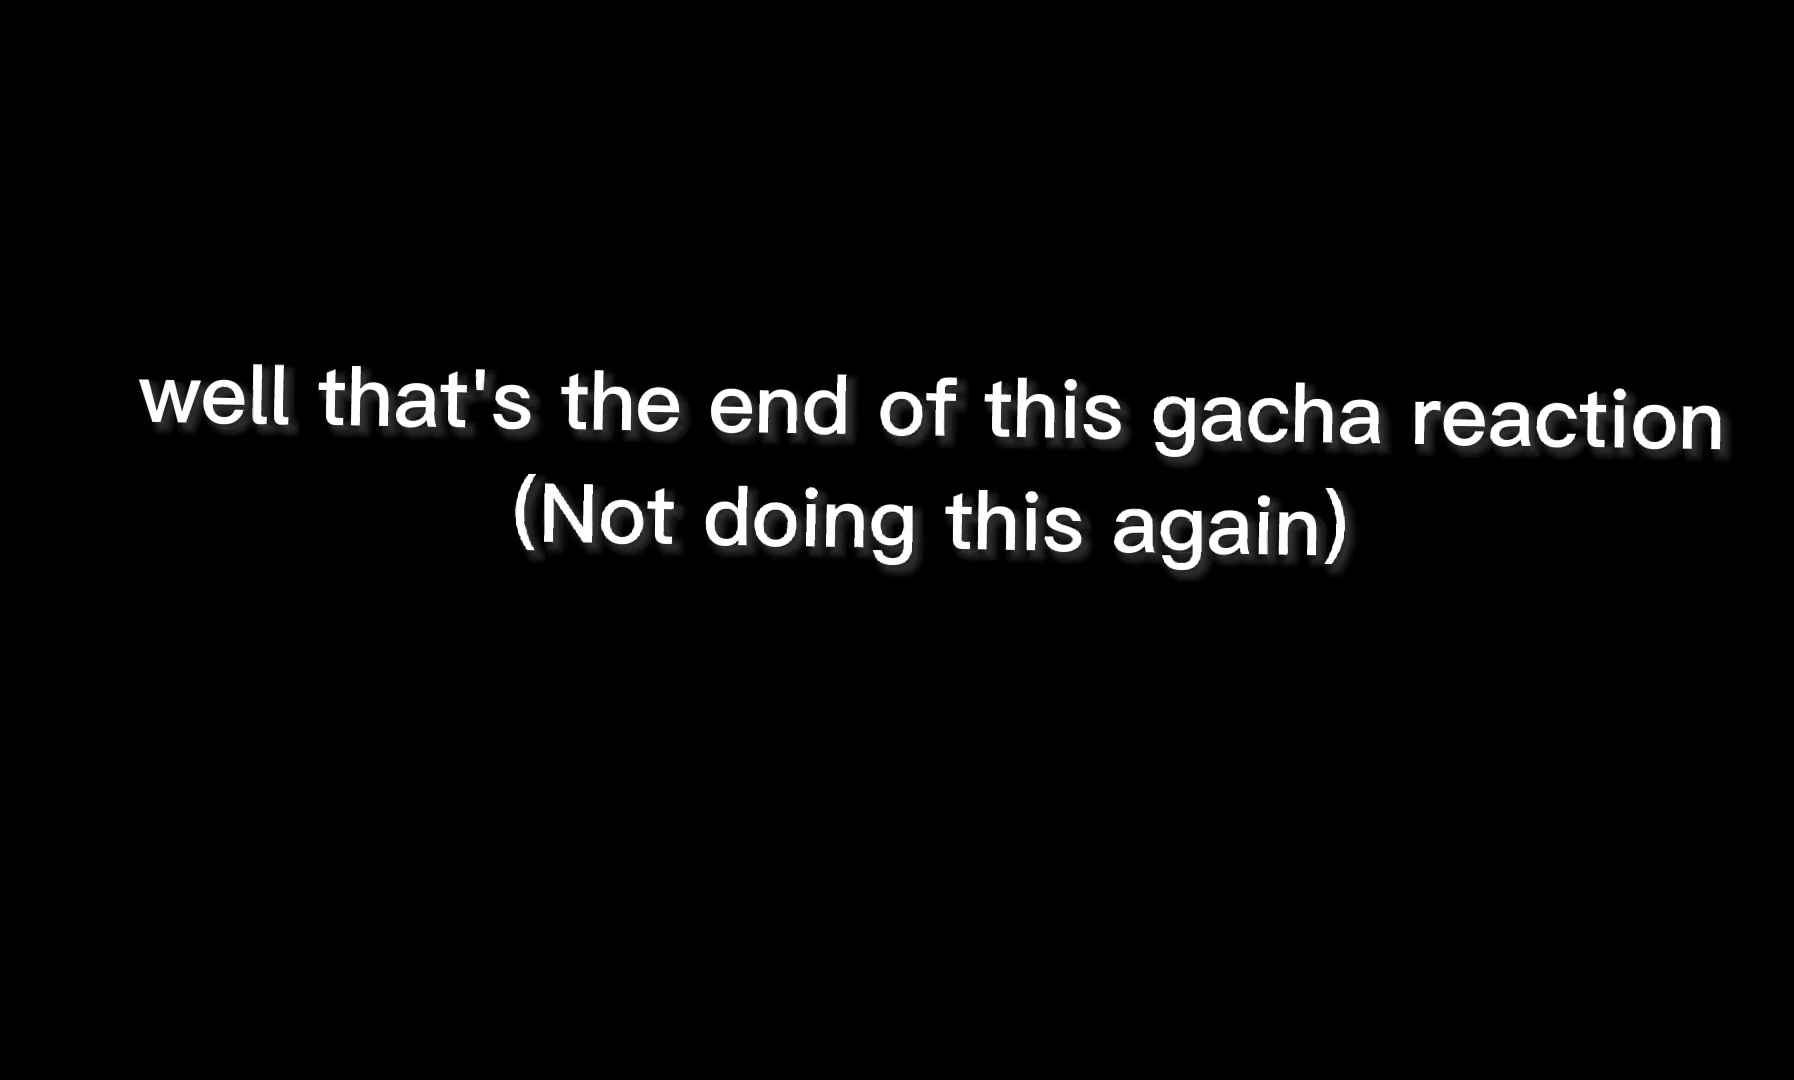 well that's the end of this gacha reaction
(Not doing this again)